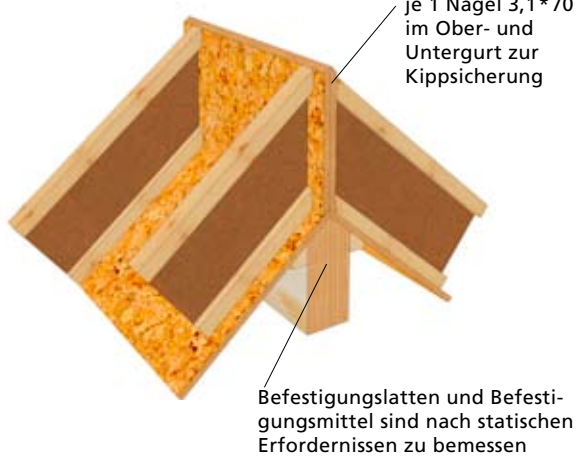 je 1 Nagel 3,1*70
im Ober- und
Untergurt zur
Kippsicherung
Befestigungslatten und Befesti-
gungsmittel sind nach statischen
Erfordernissen zu bemessen